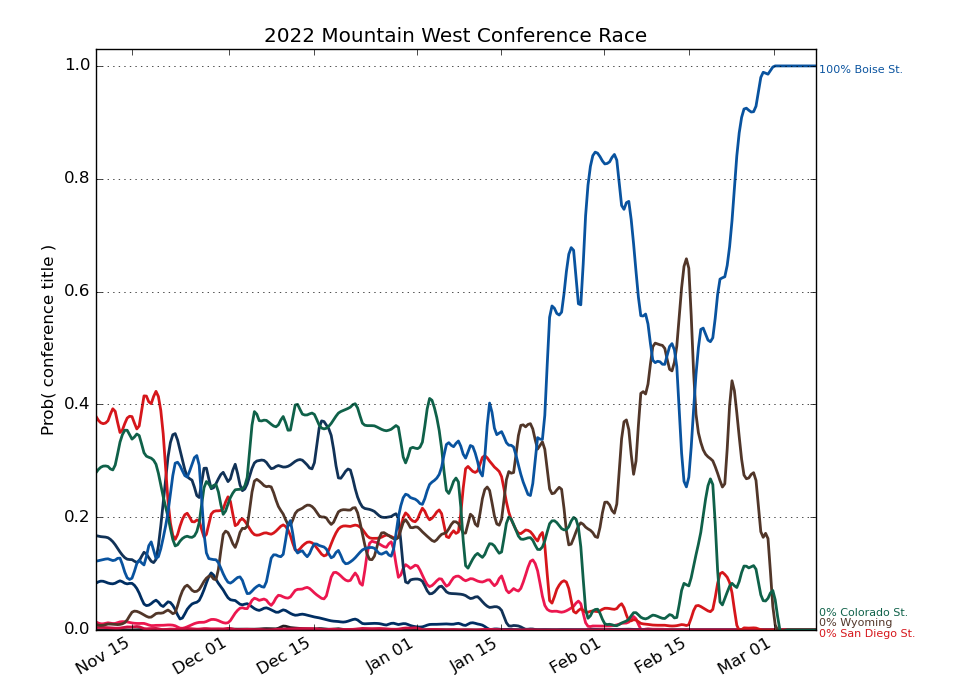 2022 Mountain West Conference Race
1.0
0.8
0.6
0.4
0.2
0.0
Prob( conference title )
Nov 15
Dec 01
Dec 15
Jan 01
Jan 15
Feb 01
Feb 15
Mar 01
100% Boise St.
0% Colorado St.
0% Wyoming
0% San Diego St.